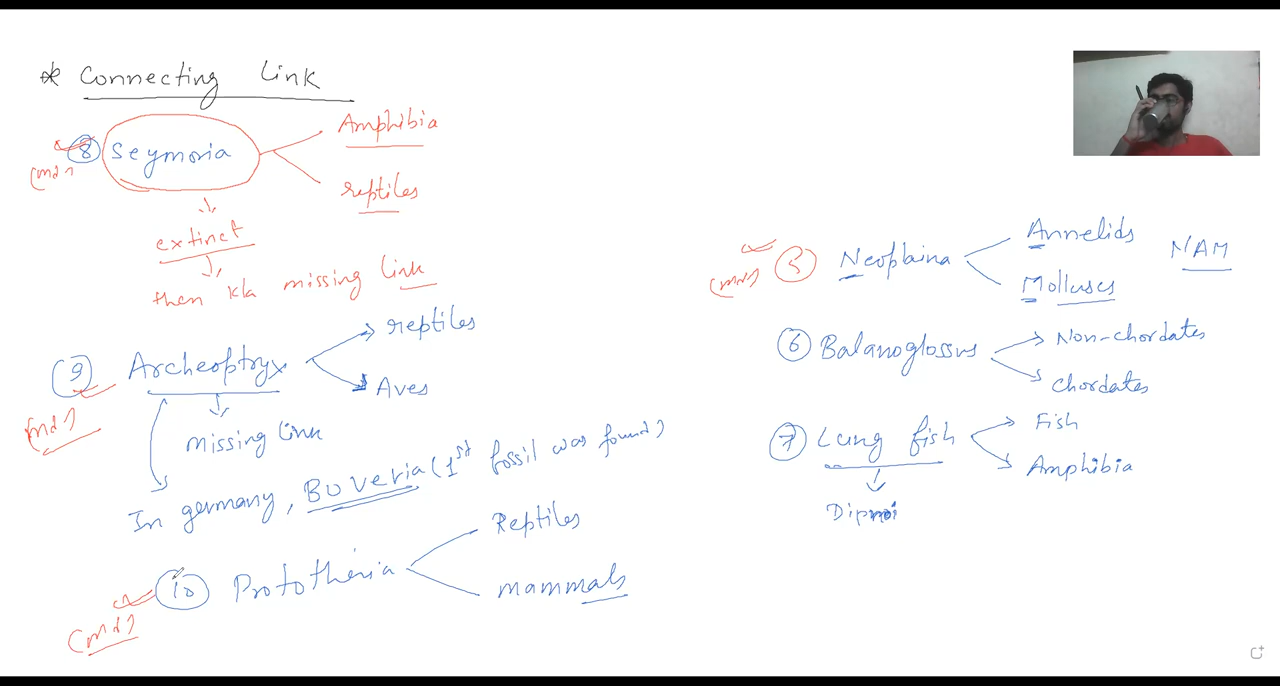 * Connecting Link
(8) Seymoria
Amphibia
reptiles
(md)
extinct
then kla missing link
(9) Archeoptryx
reptiles
Aves
(md)
missing link
In germany, Buveria (1st fossil was found)
(10) Prototheria
Reptiles
mammals
(md)
(5) Neoplaina
Annelids
Molluscs
NAM
(md)
(6) Balanoglossus
Non-chordates
chordates
(7) Lung fish
Fish
Amphibia